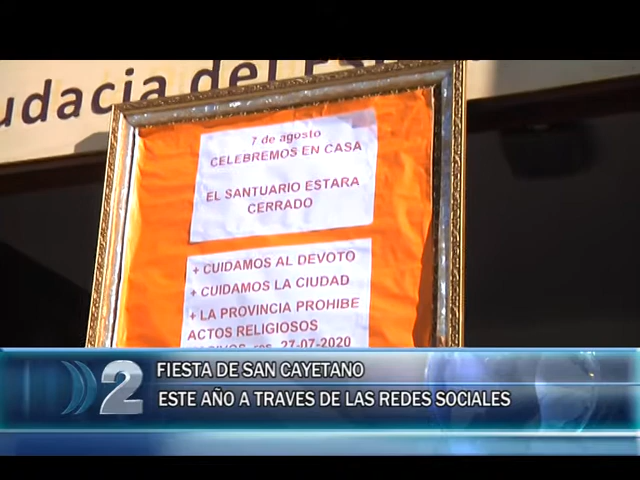 udacia del
7 de agosto
CELEBREMOS EN CASA
EL SANTUARIO ESTARA
CERRADO
+ CUIDAMOS AL DEVOTO
+ CUIDAMOS LA CIUDAD
+ LA PROVINCIA PROHIBE
ACTOS RELIGIOSOS
res. 27-07-2020
2
FIESTA DE SAN CAYETANO
ESTE AÑO A TRAVES DE LAS REDES SOCIALES